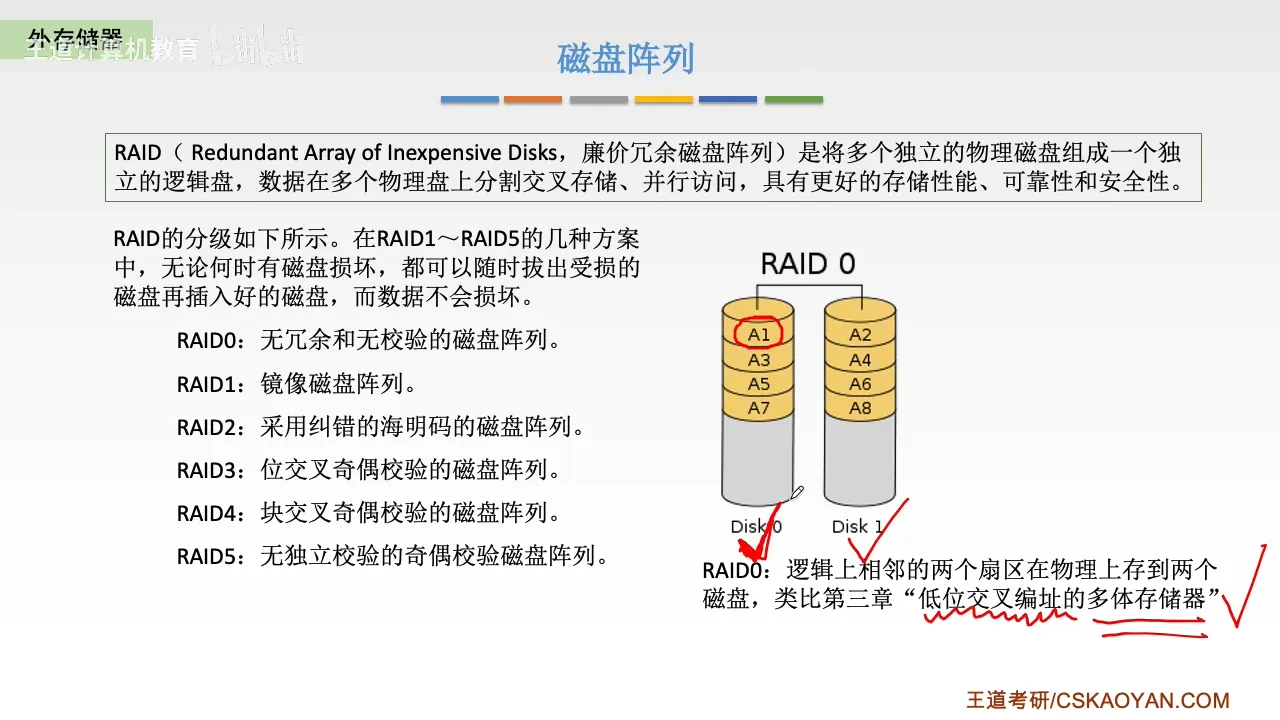 外存储器
王道计算机教育 bilibili
磁盘阵列
RAID（ Redundant Array of Inexpensive Disks，廉价冗余磁盘阵列）是将多个独立的物理磁盘组成一个独
立的逻辑盘，数据在多个物理盘上分割交叉存储、并行访问，具有更好的存储性能、可靠性和安全性。
RAID的分级如下所示。在RAID1～RAID5的几种方案
中，无论何时有磁盘损坏，都可以随时拔出受损的
磁盘再插入好的磁盘，而数据不会损坏。
RAID0：无冗余和无校验的磁盘阵列。
RAID1：镜像磁盘阵列。
RAID2：采用纠错的海明码的磁盘阵列。
RAID3：位交叉奇偶校验的磁盘阵列。
RAID4：块交叉奇偶校验的磁盘阵列。
RAID5：无独立校验的奇偶校验磁盘阵列。
RAID 0
A1 A2
A3 A4
A5 A6
A7 A8
Disk 0 Disk 1
RAID0：逻辑上相邻的两个扇区在物理上存到两个
磁盘，类比第三章“低位交叉编址的多体存储器”
王道考研/CSKAOYAN.COM